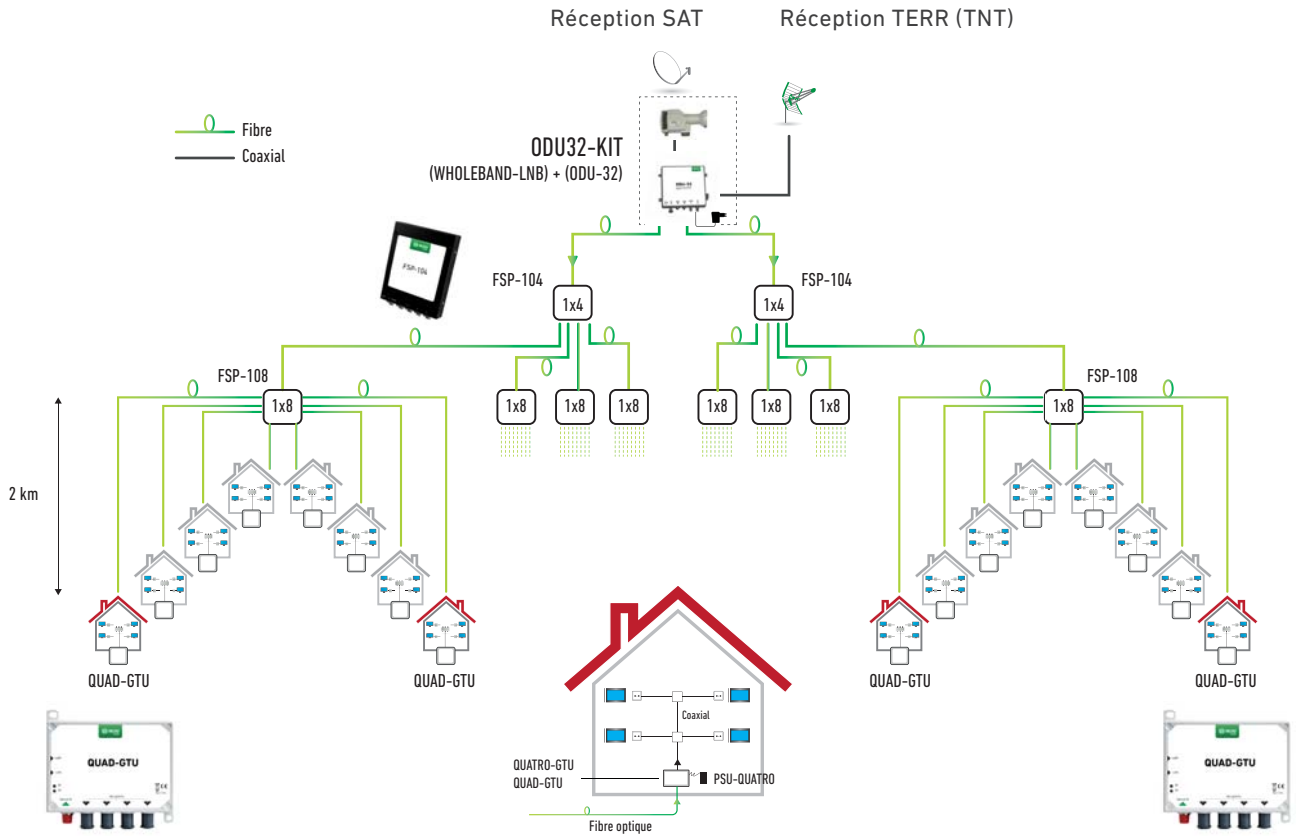 Réception SAT
Réception TERR (TNT)
Fibre
Coaxial
ODU32-KIT
(WHOLEBAND-LNB) + (ODU-32)
ODU-32
FSP-104
FSP-104
FSP-104
1x4
1x4
FSP-108
FSP-108
1x8
1x8
1x8
1x8
1x8
1x8
1x8
1x8
2 km
QUAD-GTU
QUAD-GTU
QUAD-GTU
QUAD-GTU
Coaxial
QUATRO-GTU
QUAD-GTU
PSU-QUATRO
Fibre optique
QUAD-GTU
QUAD-GTU